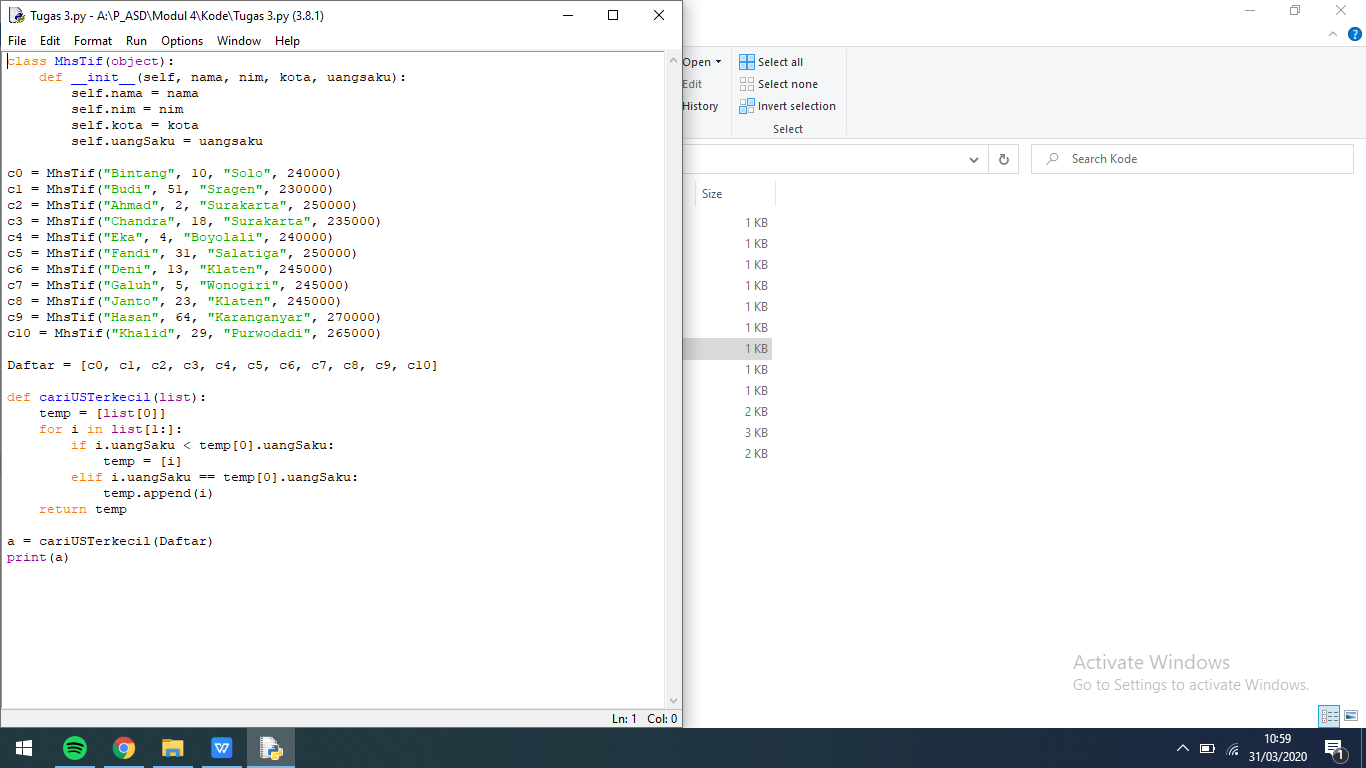 Tugas 3.py - A:\P_ASD\Modul 4\Kode\Tugas 3.py (3.8.1)
File Edit Format Run Options Window Help
class MhsTif(object):
    def __init__(self, nama, nim, kota, uangsaku):
        self.nama = nama
        self.nim = nim
        self.kota = kota
        self.uangSaku = uangsaku
c0 = MhsTif("Bintang", 10, "Solo", 240000)
c1 = MhsTif("Budi", 51, "Sragen", 230000)
c2 = MhsTif("Ahmad", 2, "Surakarta", 250000)
c3 = MhsTif("Chandra", 18, "Surakarta", 235000)
c4 = MhsTif("Eka", 4, "Boyolali", 240000)
c5 = MhsTif("Fandi", 31, "Salatiga", 250000)
c6 = MhsTif("Deni", 13, "Klaten", 245000)
c7 = MhsTif("Galuh", 5, "Wonogiri", 245000)
c8 = MhsTif("Janto", 23, "Klaten", 245000)
c9 = MhsTif("Hasan", 64, "Karanganyar", 270000)
c10 = MhsTif("Khalid", 29, "Purwodadi", 265000)
Daftar = [c0, c1, c2, c3, c4, c5, c6, c7, c8, c9, c10]
def cariUSTerkecil(list):
    temp = [list[0]]
    for i in list[1:]:
        if i.uangSaku < temp[0].uangSaku:
            temp = [i]
        elif i.uangSaku == temp[0].uangSaku:
            temp.append(i)
    return temp
a = cariUSTerkecil(Daftar)
print(a)
Ln: 1 Col: 0
Open
Edit
History
Select all
Select none
Invert selection
Select
Search Kode
Size
1 KB
1 KB
1 KB
1 KB
1 KB
1 KB
1 KB
1 KB
1 KB
2 KB
3 KB
2 KB
Activate Windows
Go to Settings to activate Windows.
10:59
31/03/2020
1